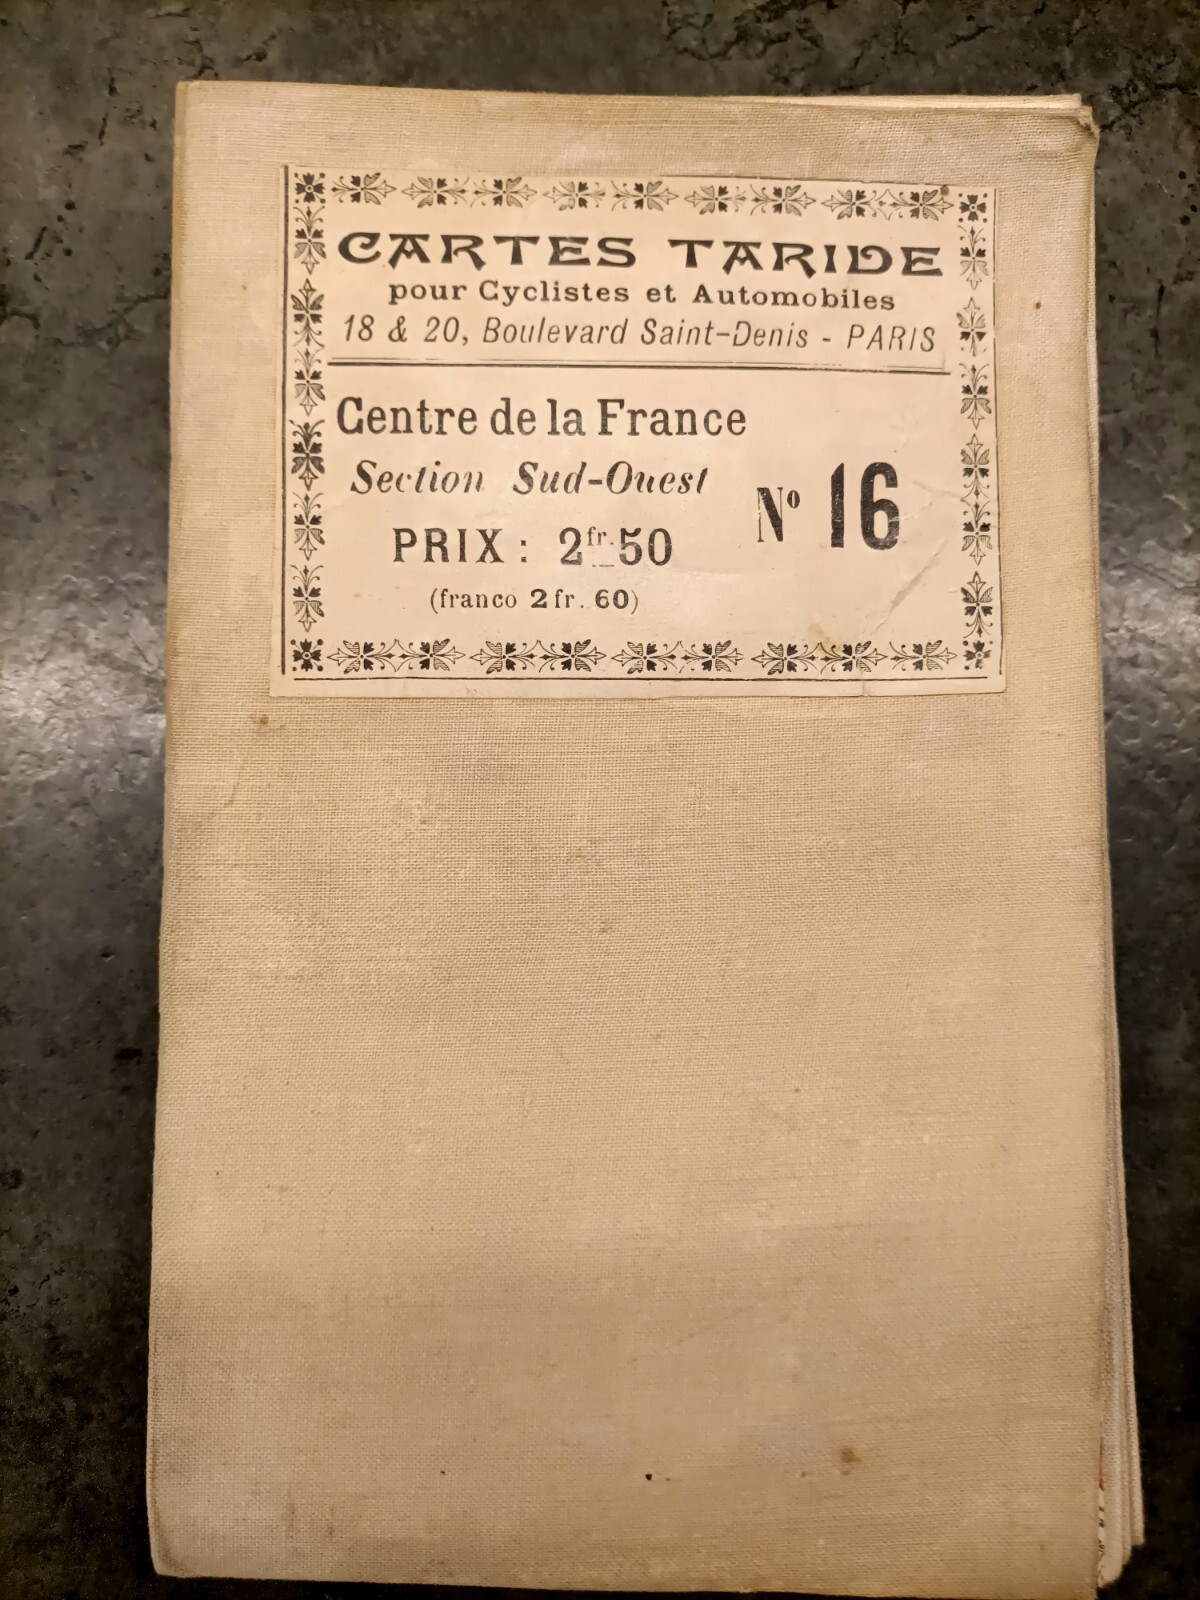 CARTES TARIDE
pour Cyclistes et Automobiles
18 & 20, Boulevard Saint-Denis - PARIS
Centre de la France
Section Sud-Ouest
PRIX : 2fr.50
(franco 2 fr. 60)
Nº 16